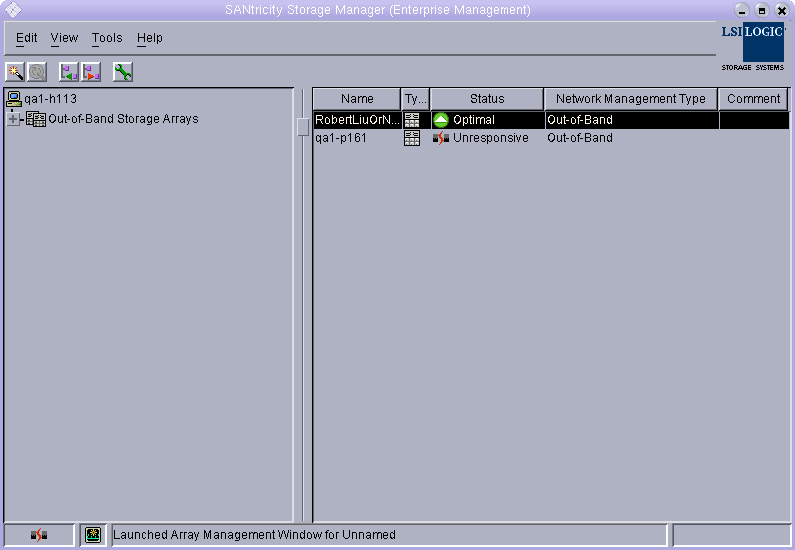 SANtricity Storage Manager (Enterprise Management)
Edit View Tools Help
LSI LOGIC
STORAGE SYSTEMS
qa1-h113
Out-of-Band Storage Arrays
Name Ty... Status Network Management Type Comment
RobertLiuOrN... Optimal Out-of-Band
qa1-p161 Unresponsive Out-of-Band
Launched Array Management Window for Unnamed